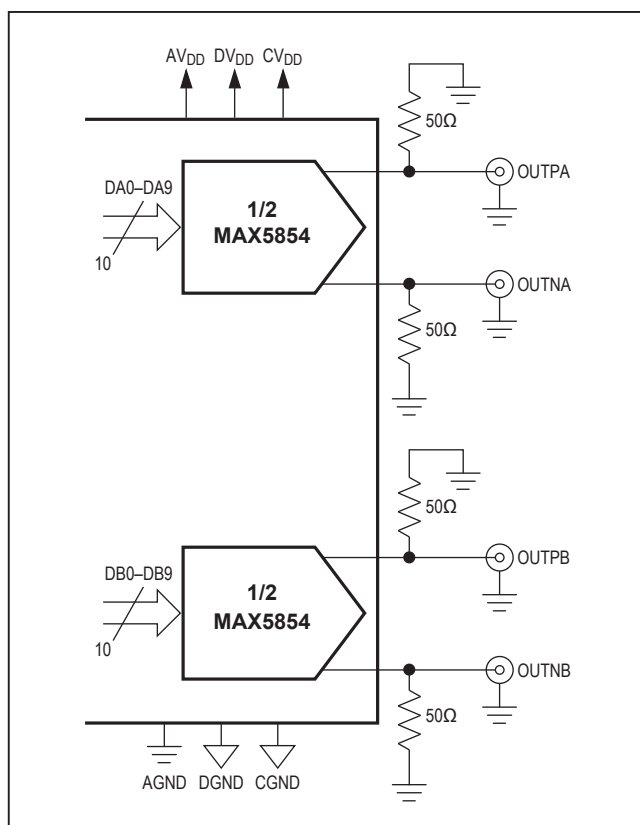 AVDD DVDD CVDD
50Ω
OUTPA
DA0–DA9
1/2
MAX5854
10
OUTNA
50Ω
50Ω
OUTPB
DB0–DB9
1/2
MAX5854
10
OUTNB
50Ω
AGND DGND CGND